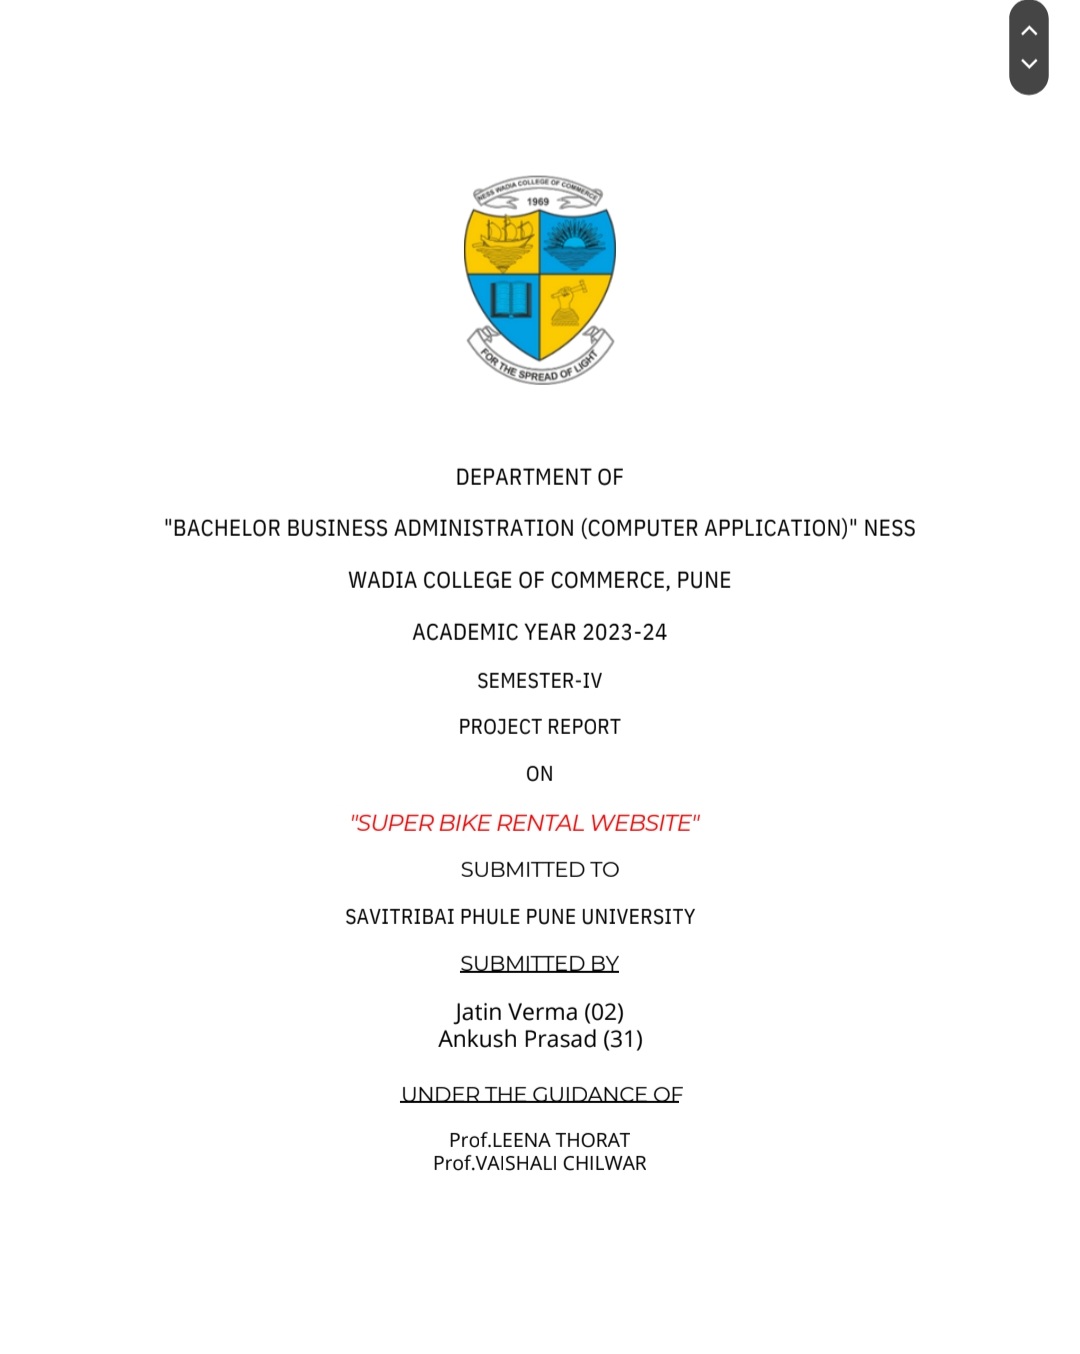 NESS WADIA COLLEGE OF COMMERCE
1969
FOR THE SPREAD OF LIGHT
DEPARTMENT OF
"BACHELOR BUSINESS ADMINISTRATION (COMPUTER APPLICATION)" NESS
WADIA COLLEGE OF COMMERCE, PUNE
ACADEMIC YEAR 2023-24
SEMESTER-IV
PROJECT REPORT
ON
"SUPER BIKE RENTAL WEBSITE"
SUBMITTED TO
SAVITRIBAI PHULE PUNE UNIVERSITY
SUBMITTED BY
Jatin Verma (02)
Ankush Prasad (31)
UNDER THE GUIDANCE OF
Prof.LEENA THORAT
Prof.VAISHALI CHILWAR